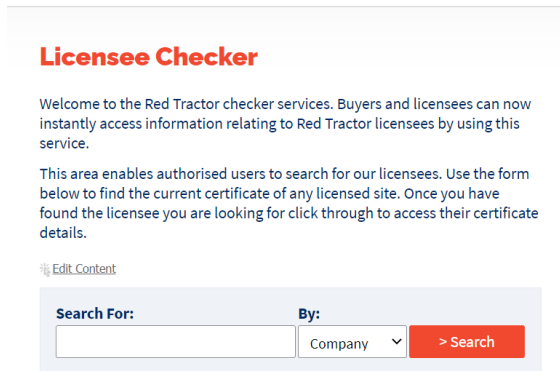 Licensee Checker
Welcome to the Red Tractor checker services. Buyers and licensees can now
instantly access information relating to Red Tractor licensees by using this
service.
This area enables authorised users to search for our licensees. Use the form
below to find the current certificate of any licensed site. Once you have
found the licensee you are looking for click through to access their certificate
details.
Edit Content
Search For: By:
Company > Search